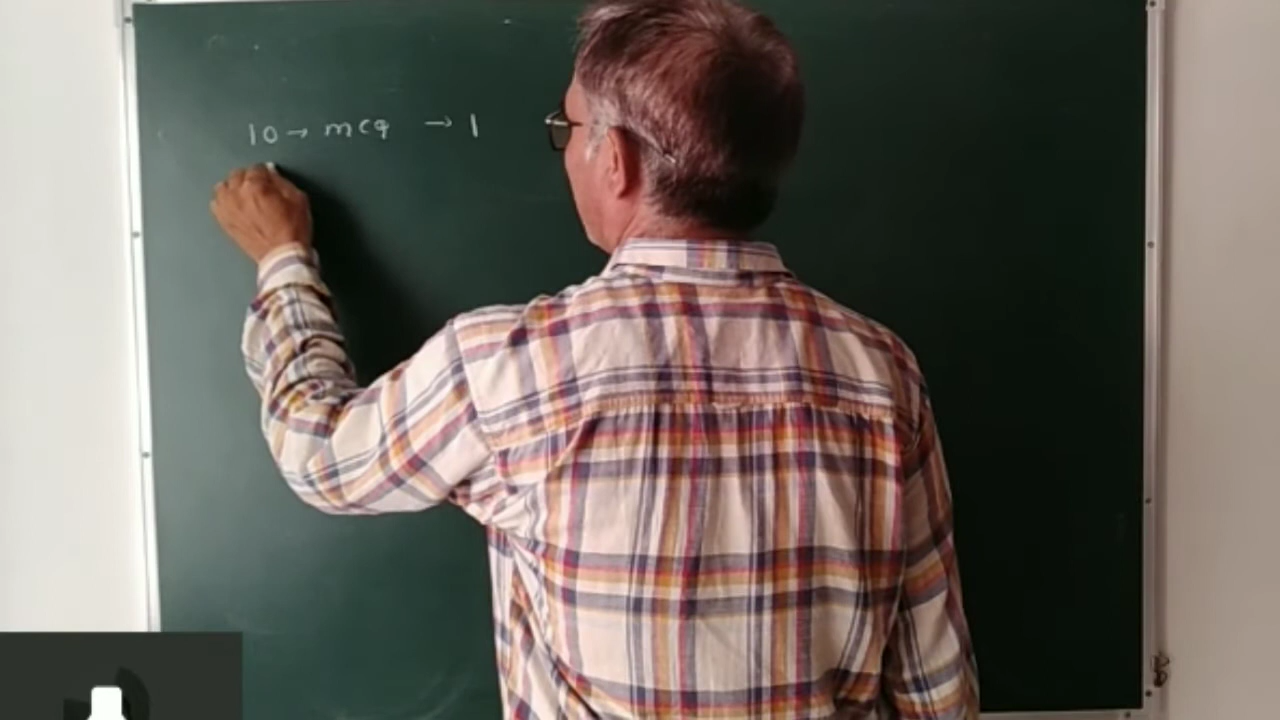 10 → mcq → 1